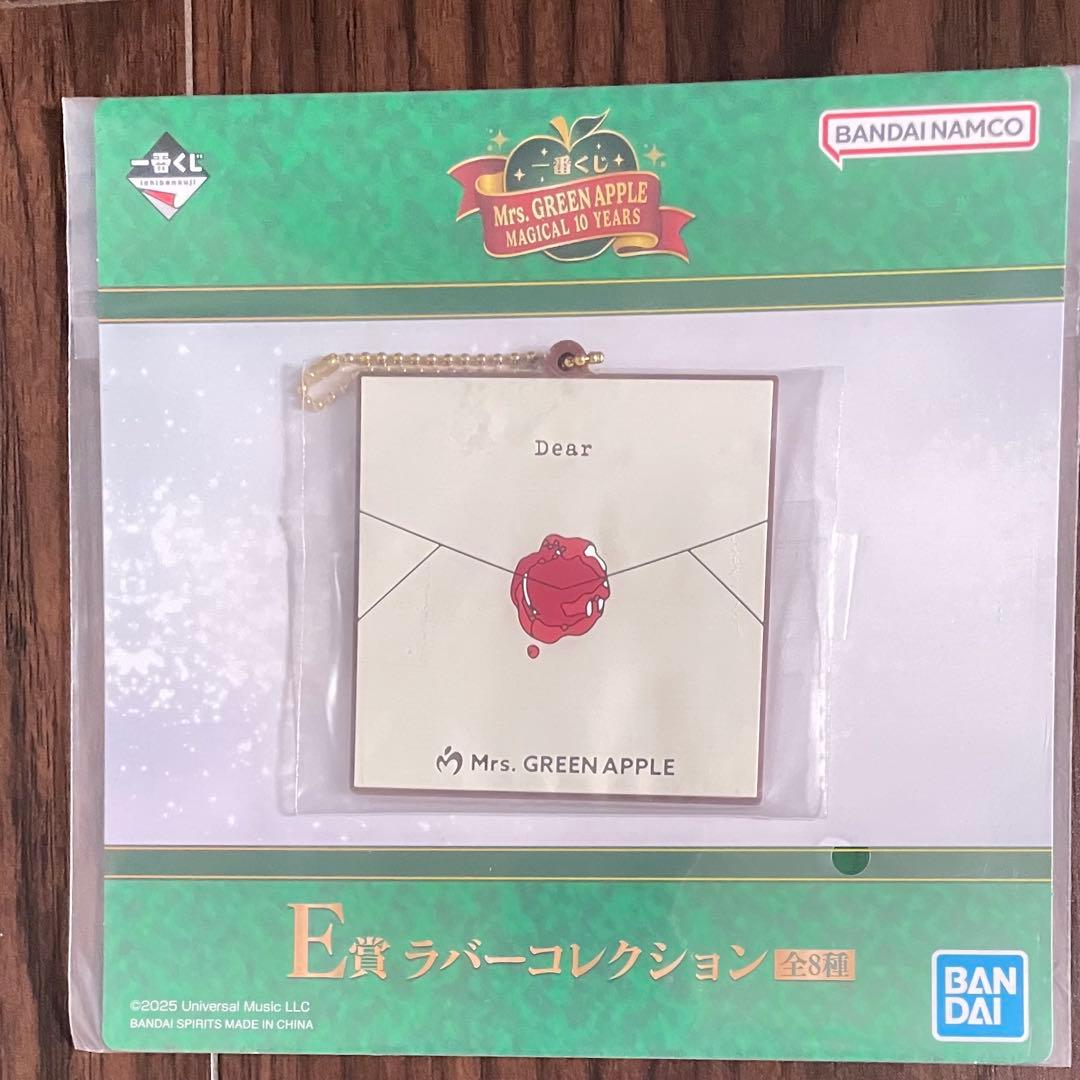 一番くじ
ichibankuji
一番くじ
Mrs. GREEN APPLE
MAGICAL 10 YEARS
BANDAI NAMCO
Dear
Mrs. GREEN APPLE
E賞 ラバーコレクション 全8種
©2025 Universal Music LLC
BANDAI SPIRITS MADE IN CHINA
BAN
DAI